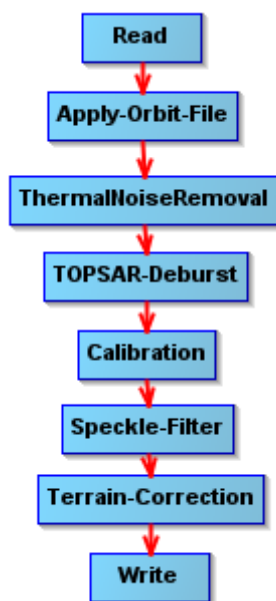 Read
Apply-Orbit-File
ThermalNoiseRemoval
TOPSAR-Deburst
Calibration
Speckle-Filter
Terrain-Correction
Write